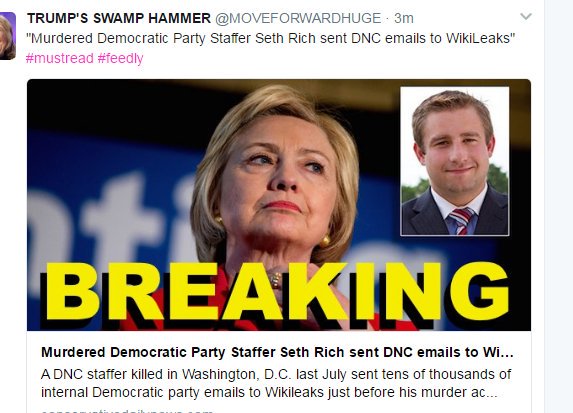 TRUMP'S SWAMP HAMMER @MOVEFORWARDHUGE · 3m
"Murdered Democratic Party Staffer Seth Rich sent DNC emails to WikiLeaks"
#mustread #feedly
BREAKING
Murdered Democratic Party Staffer Seth Rich sent DNC emails to Wi...
A DNC staffer killed in Washington, D.C. last July sent tens of thousands of
internal Democratic party emails to Wikileaks just before his murder ac...